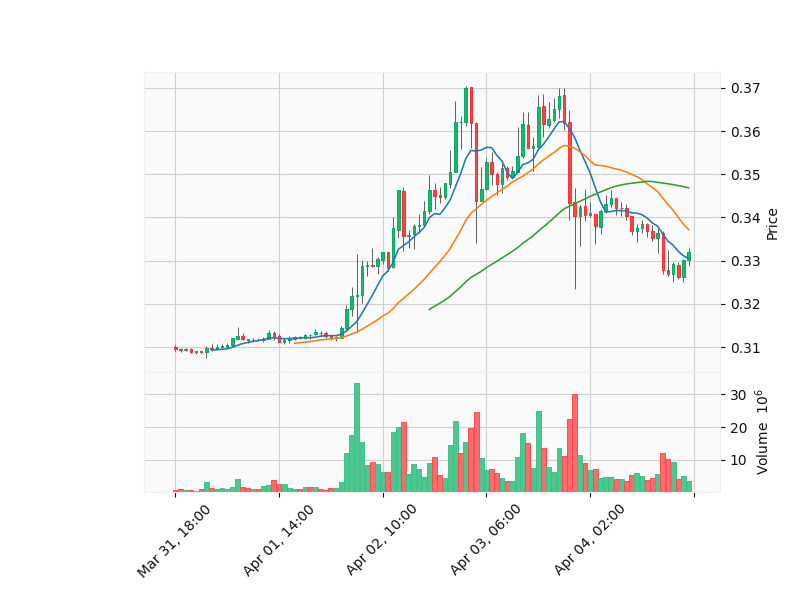 0.37
0.36
0.35
0.34
0.33
0.32
0.31
Price
30
20
10
Volume 10⁶
Mar 31, 18:00
Apr 01, 14:00
Apr 02, 10:00
Apr 03, 06:00
Apr 04, 02:00